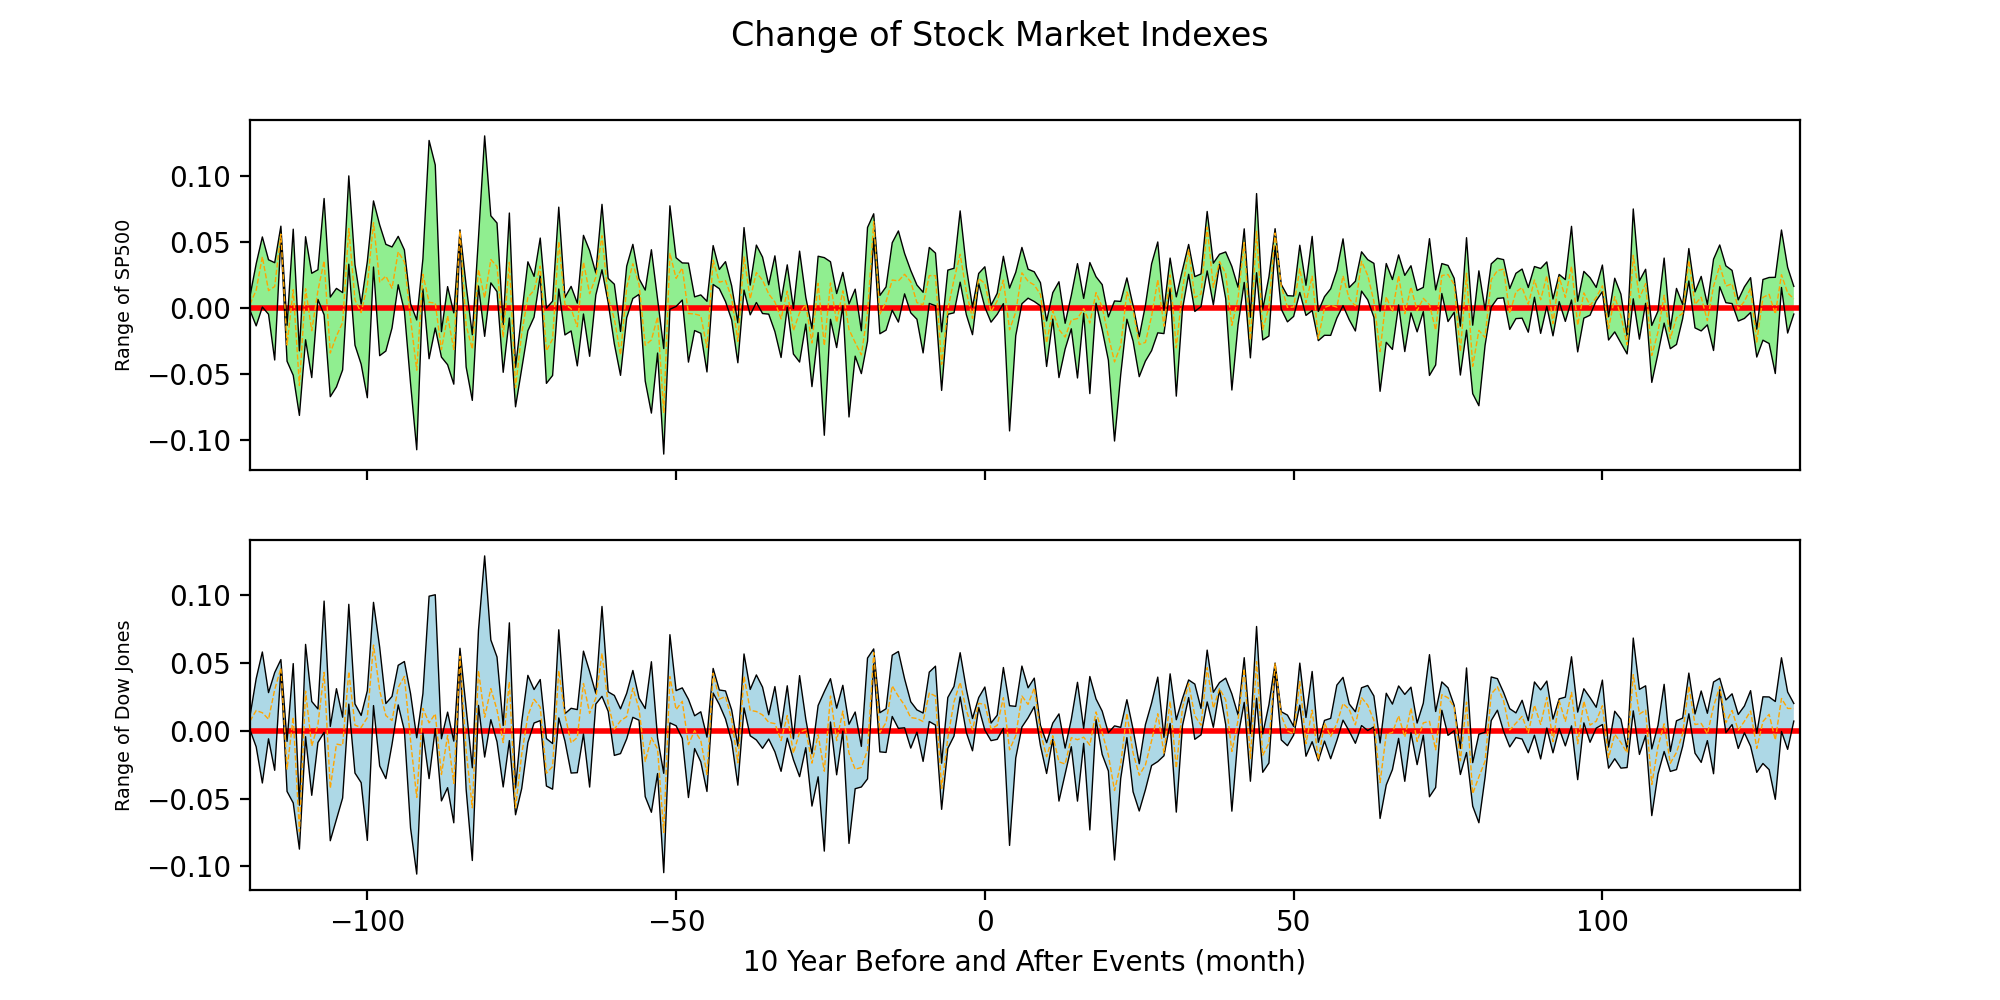 Change of Stock Market Indexes
Range of SP500
0.10
0.05
0.00
−0.05
−0.10
Range of Dow Jones
0.10
0.05
0.00
−0.05
−0.10
−100 −50 0 50 100
10 Year Before and After Events (month)